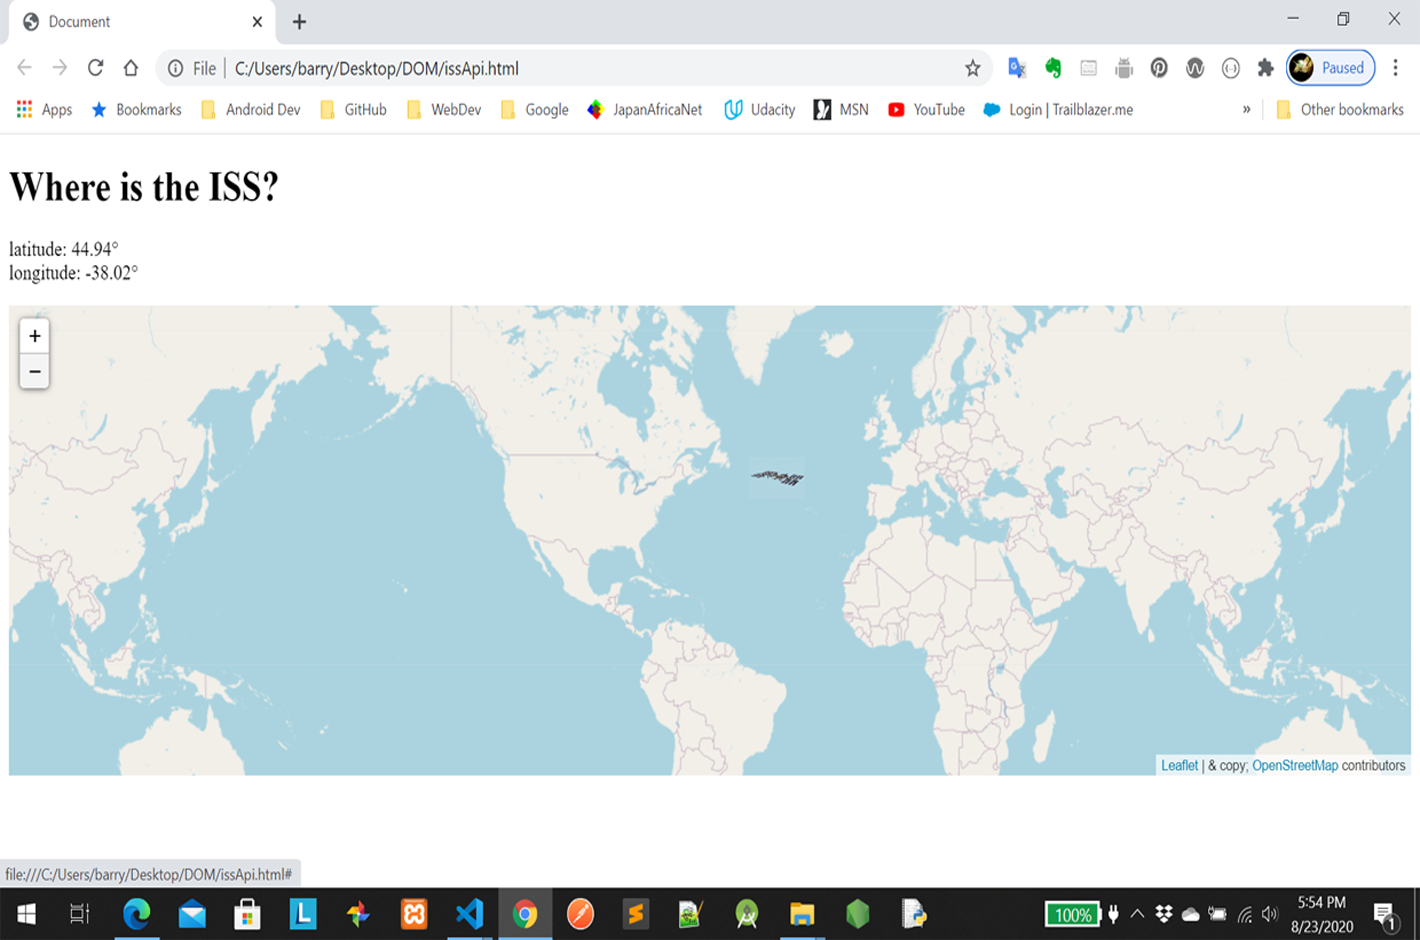 Document
File
C:/Users/barry/Desktop/DOM/issApi.html
Paused
Apps
Bookmarks
Android Dev
GitHub
WebDev
Google
JapanAfricaNet
Udacity
MSN
YouTube
Login | Trailblazer.me
»
Other bookmarks
Where is the ISS?
latitude: 44.94°
longitude: -38.02°
+
−
Leaflet | & copy; OpenStreetMap contributors
file:///C:/Users/barry/Desktop/DOM/issApi.html#
100%
5:54 PM
8/23/2020
1